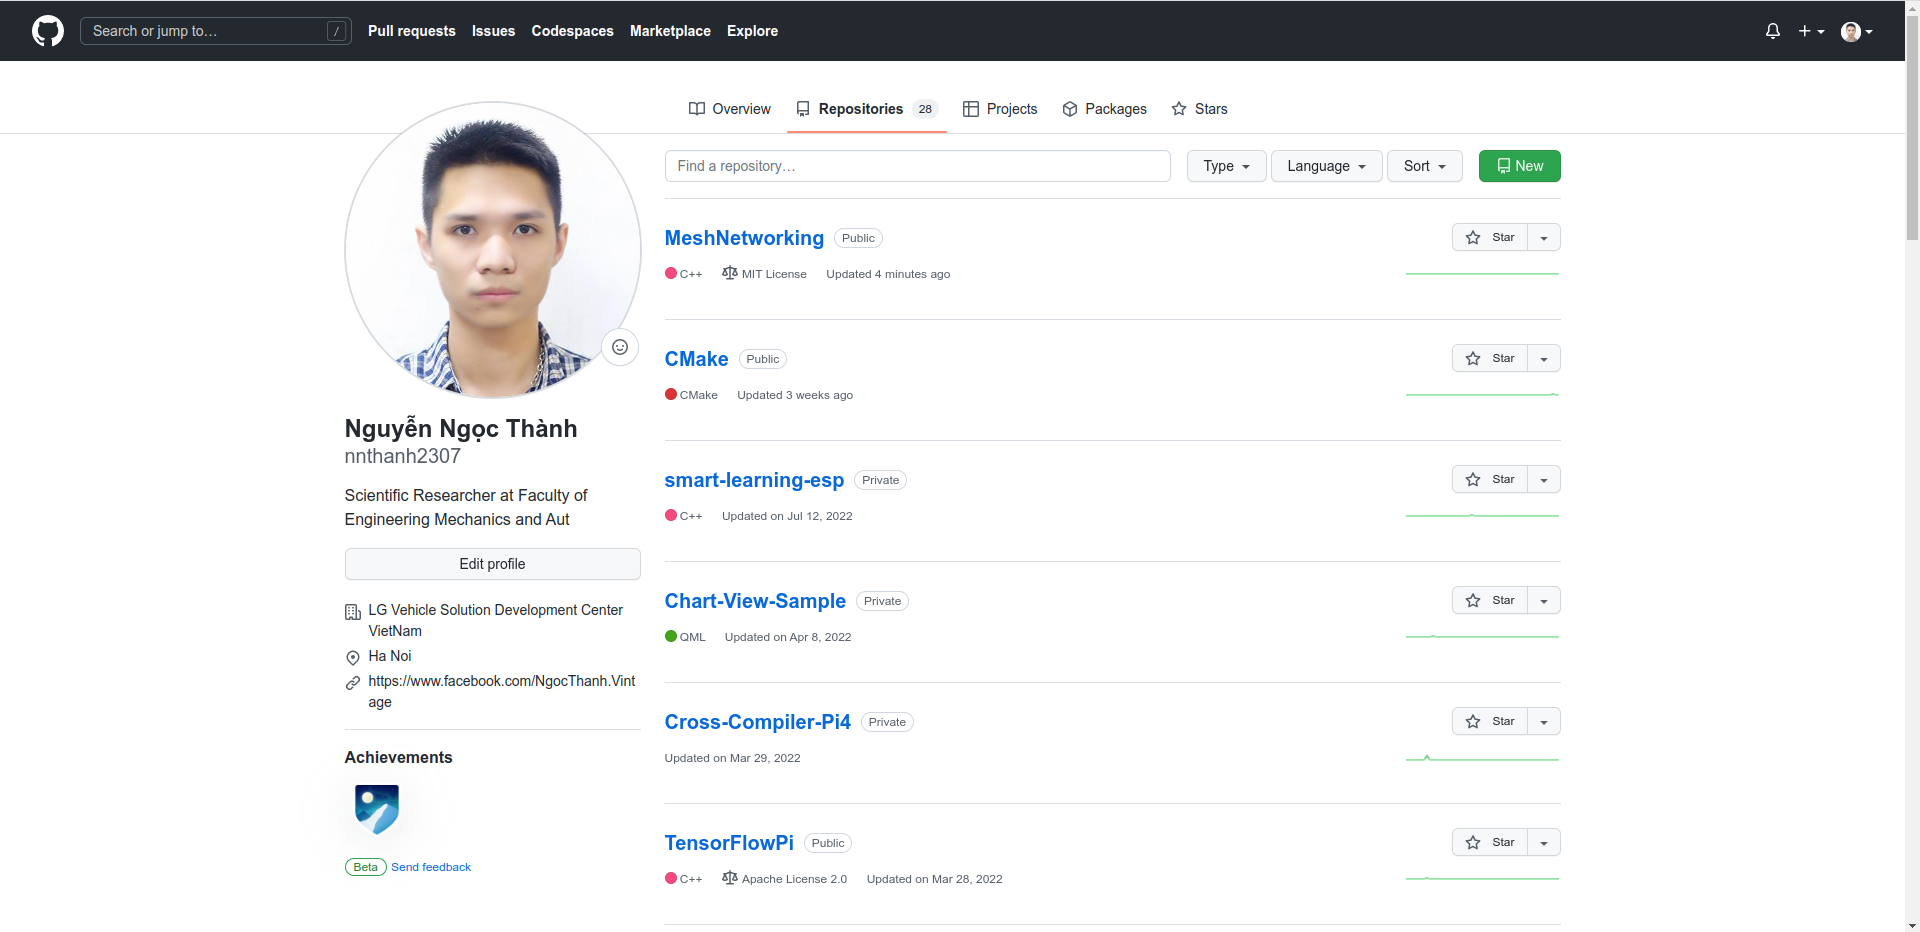 Search or jump to…
/
Pull requests
Issues
Codespaces
Marketplace
Explore
Overview
Repositories 28
Projects
Packages
Stars
Nguyễn Ngọc Thành
nnthanh2307
Scientific Researcher at Faculty of
Engineering Mechanics and Aut
Edit profile
LG Vehicle Solution Development Center
VietNam
Ha Noi
https://www.facebook.com/NgocThanh.Vint
age
Achievements
Beta Send feedback
Find a repository…
Type
Language
Sort
New
MeshNetworking Public
Star
C++ MIT License Updated 4 minutes ago
CMake Public
Star
CMake Updated 3 weeks ago
smart-learning-esp Private
Star
C++ Updated on Jul 12, 2022
Chart-View-Sample Private
Star
QML Updated on Apr 8, 2022
Cross-Compiler-Pi4 Private
Star
Updated on Mar 29, 2022
TensorFlowPi Public
Star
C++ Apache License 2.0 Updated on Mar 28, 2022